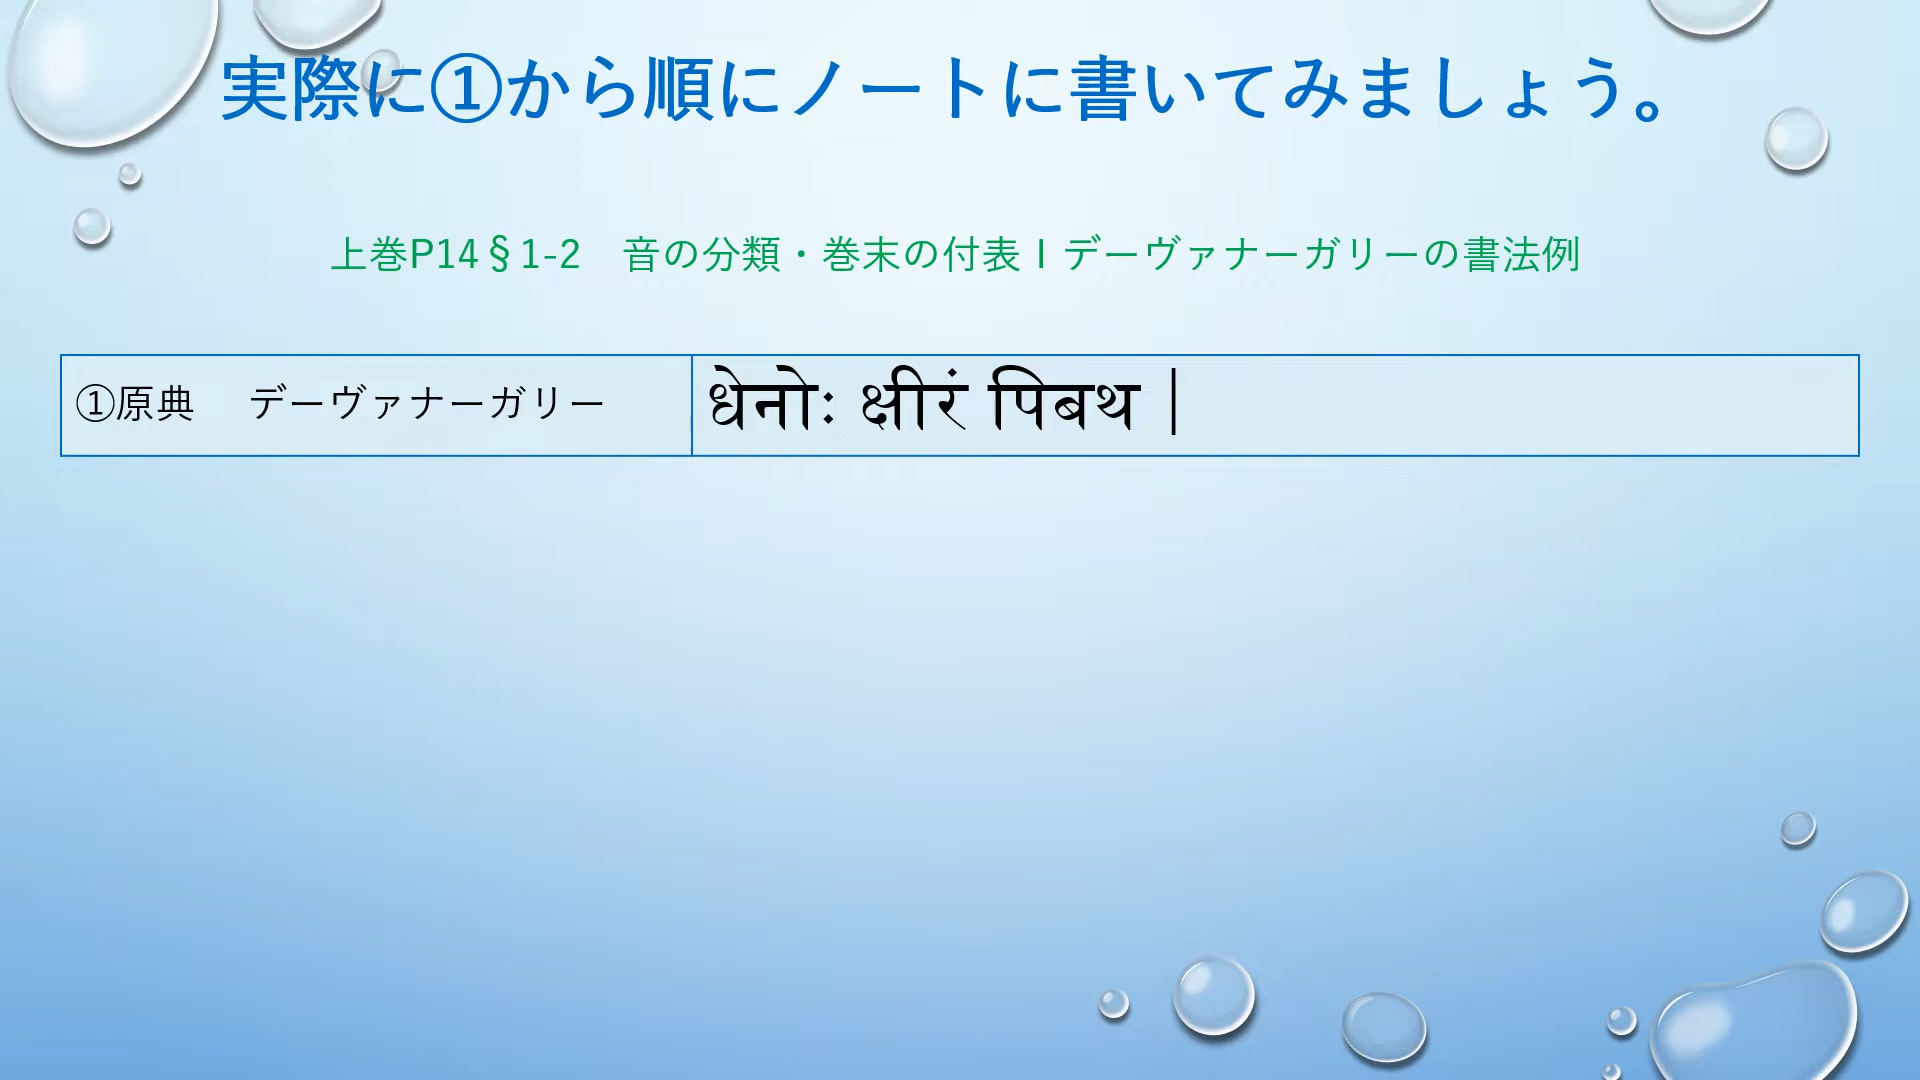 実際に①から順にノートに書いてみましょう。
上巻P14§1-2　音の分類・巻末の付表Ⅰデーヴァナーガリーの書法例
①原典　デーヴァナーガリー　धेनोः क्षीरं पिबथ |